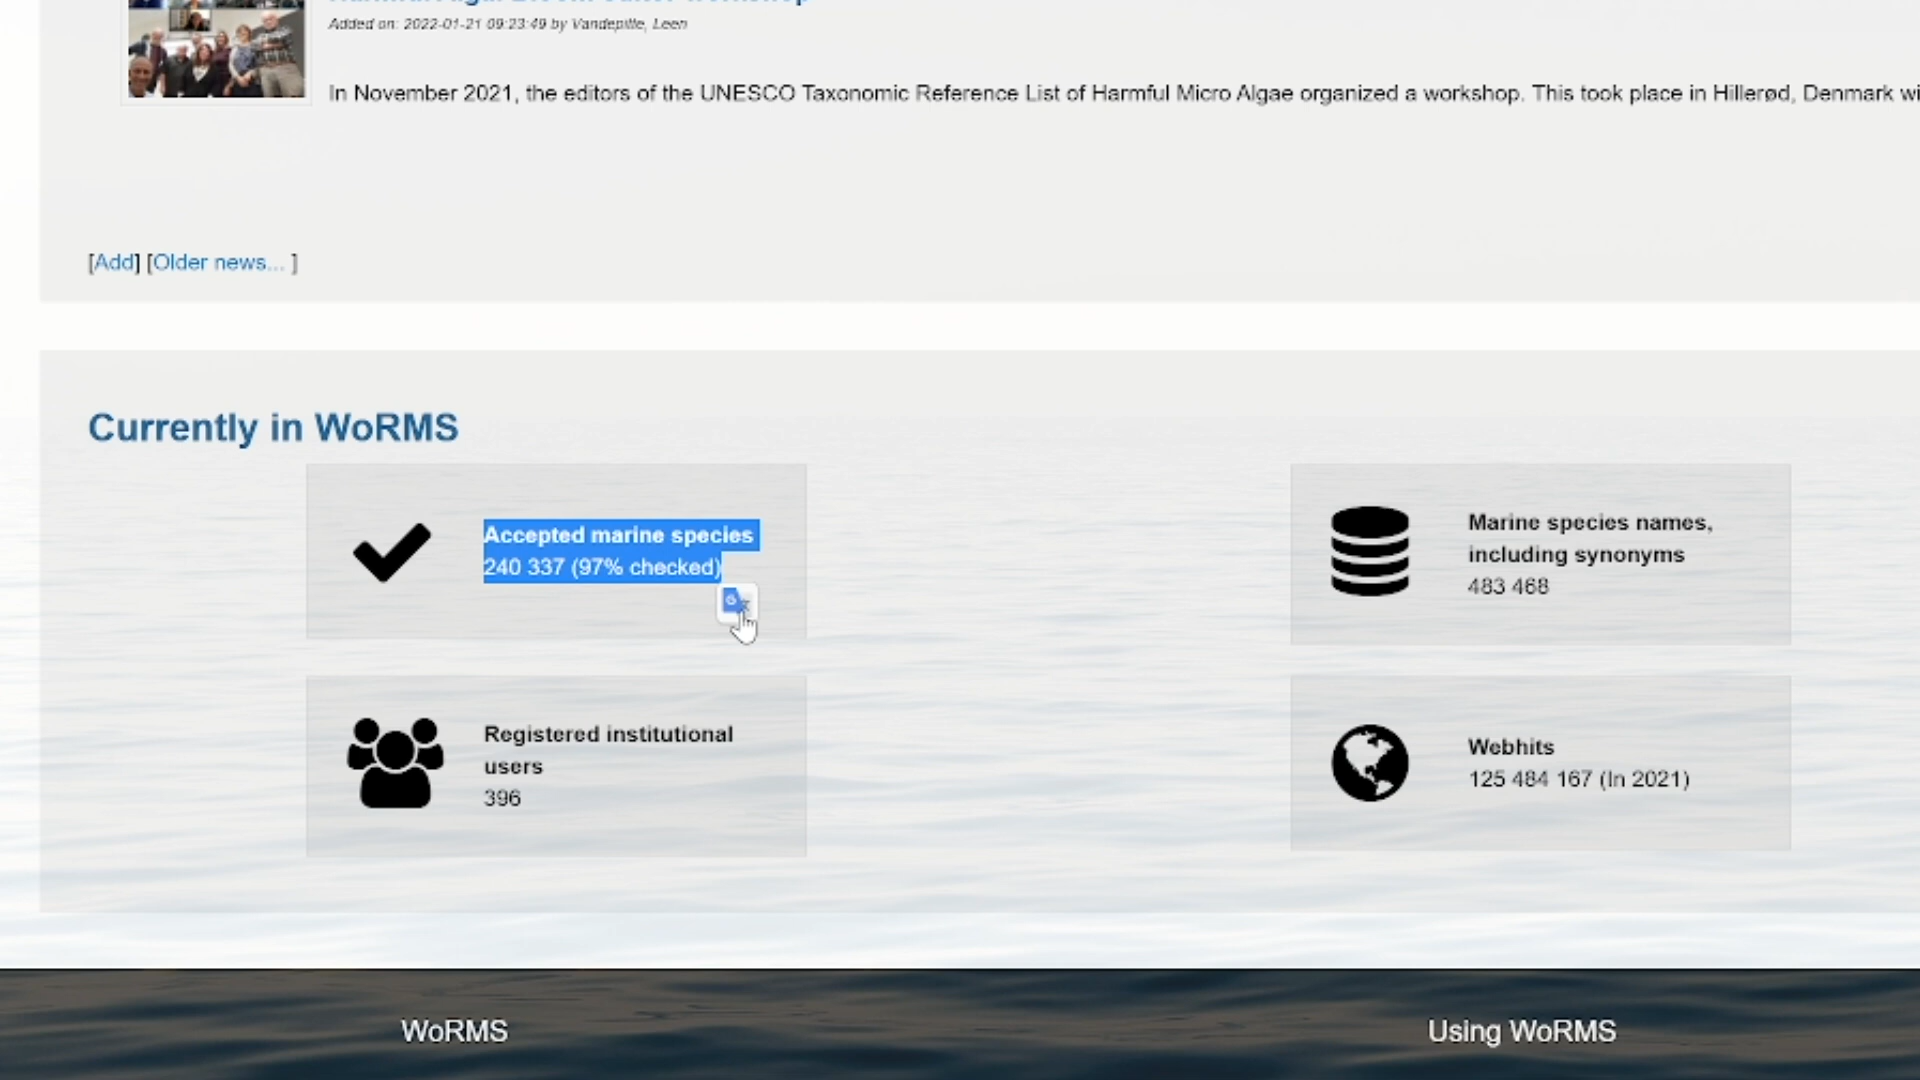 Added on: 2022-01-21 09:23:49 by Vandepitte, Leen
In November 2021, the editors of the UNESCO Taxonomic Reference List of Harmful Micro Algae organized a workshop. This took place in Hillerød, Denmark wi
[Add] [Older news... ]
Currently in WoRMS
Accepted marine species
240 337 (97% checked)
Marine species names,
including synonyms
483 468
Registered institutional
users
396
Webhits
125 484 167 (In 2021)
WoRMS
Using WoRMS